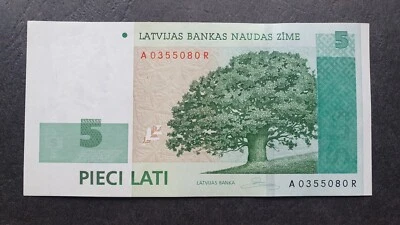 LATVIJAS BANKAS NAUDAS ZĪME
5
A 0355080 R
5
PIECI LATI
LATVIJAS BANKA
A 0355080 R